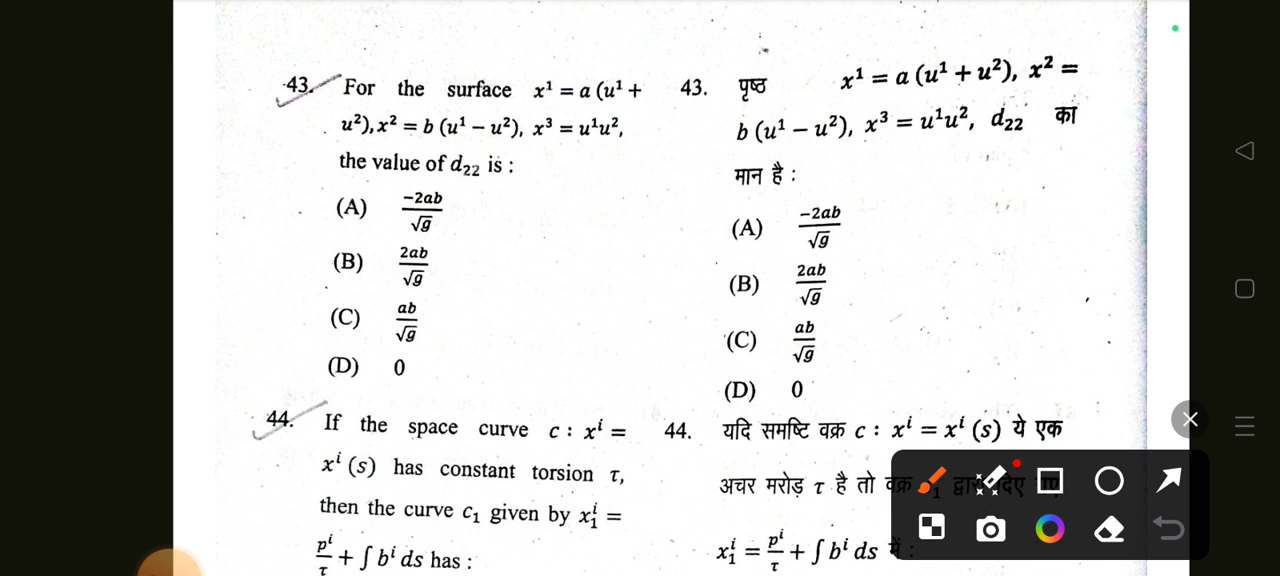 43. For the surface x¹ = a (u¹ +
u²), x² = b (u¹ − u²), x³ = u¹u²,
the value of d₂₂ is :
(A) −2ab/√g
(B) 2ab/√g
(C) ab/√g
(D) 0
44. If the space curve c : xⁱ =
xⁱ (s) has constant torsion τ,
then the curve c₁ given by x₁ⁱ =
pⁱ/τ + ∫ bⁱ ds has :
43. पृष्ठ x¹ = a (u¹ + u²), x² =
b (u¹ − u²), x³ = u¹u², d₂₂ का
मान है :
(A) −2ab/√g
(B) 2ab/√g
(C) ab/√g
(D) 0
44. यदि समष्टि वक्र c : xⁱ = xⁱ (s) ये एक
अचर मरोड़ τ है तो वक्र
x₁ⁱ = pⁱ/τ + ∫ bⁱ ds